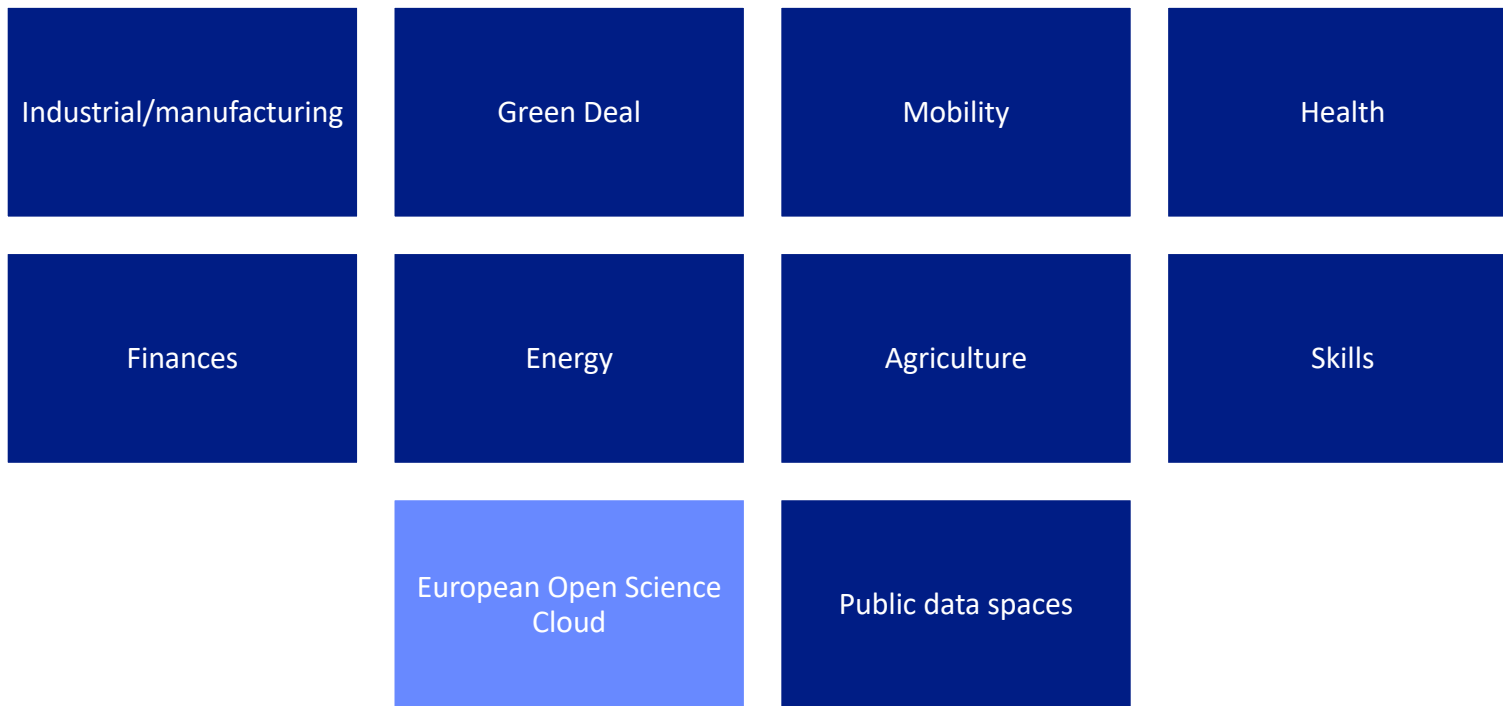 Industrial/manufacturing
Green Deal
Mobility
Health
Finances
Energy
Agriculture
Skills
European Open Science
Cloud
Public data spaces